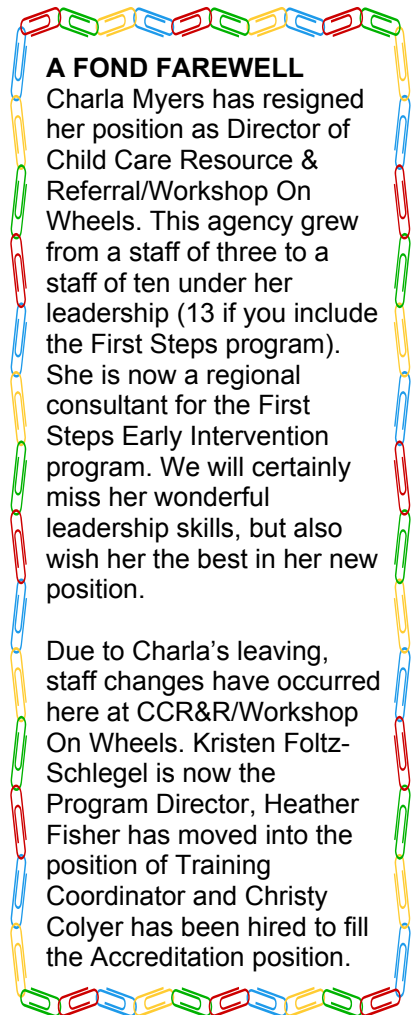 A FOND FAREWELL
Charla Myers has resigned
her position as Director of
Child Care Resource &
Referral/Workshop On
Wheels. This agency grew
from a staff of three to a
staff of ten under her
leadership (13 if you include
the First Steps program).
She is now a regional
consultant for the First
Steps Early Intervention
program. We will certainly
miss her wonderful
leadership skills, but also
wish her the best in her new
position.

Due to Charla’s leaving,
staff changes have occurred
here at CCR&R/Workshop
On Wheels. Kristen Foltz-
Schlegel is now the
Program Director, Heather
Fisher has moved into the
position of Training
Coordinator and Christy
Colyer has been hired to fill
the Accreditation position.